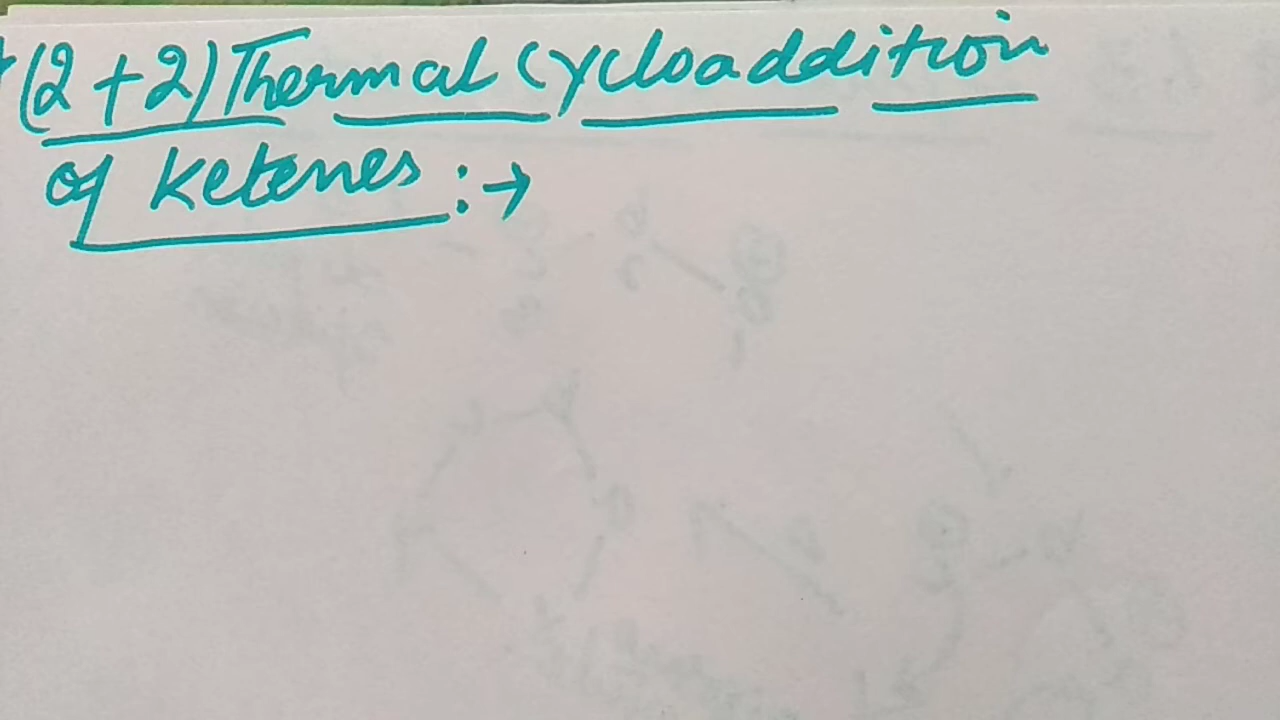 (2+2) Thermal Cycloaddition
of Ketenes :→